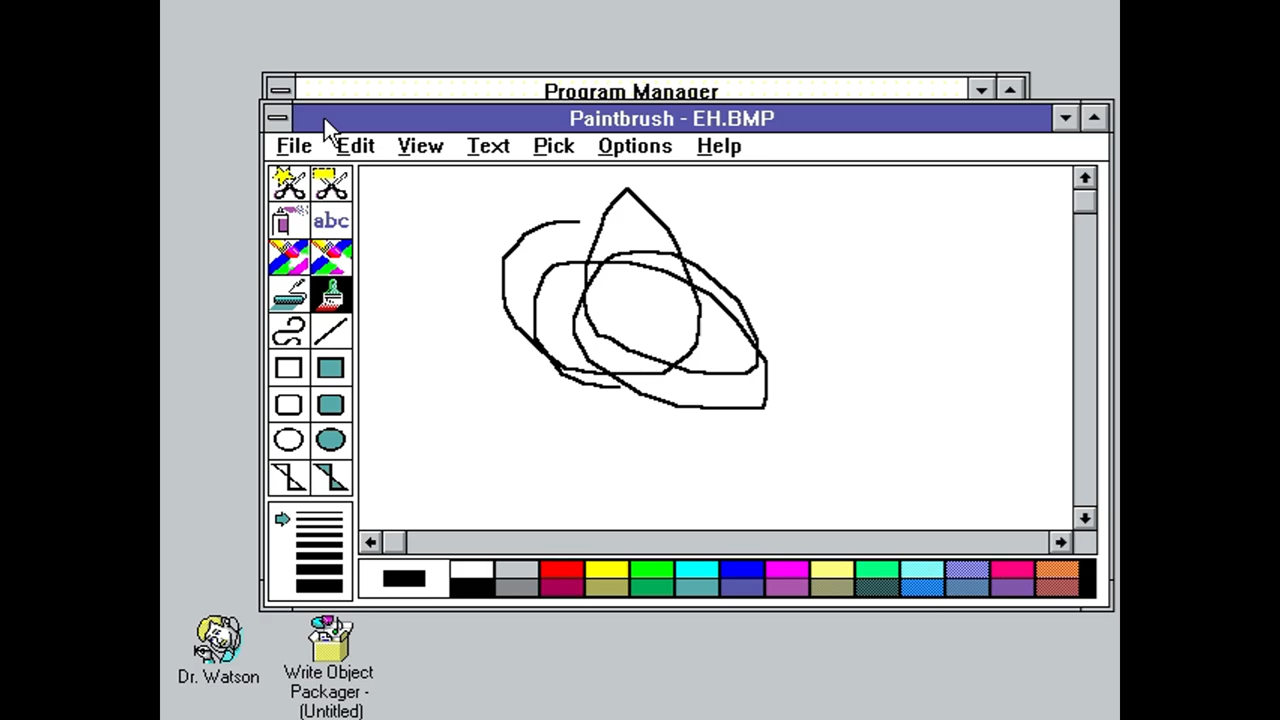 Program Manager
Paintbrush - EH.BMP
File Edit View Text Pick Options Help
abc
Dr. Watson
Write Object
Packager -
(Untitled)